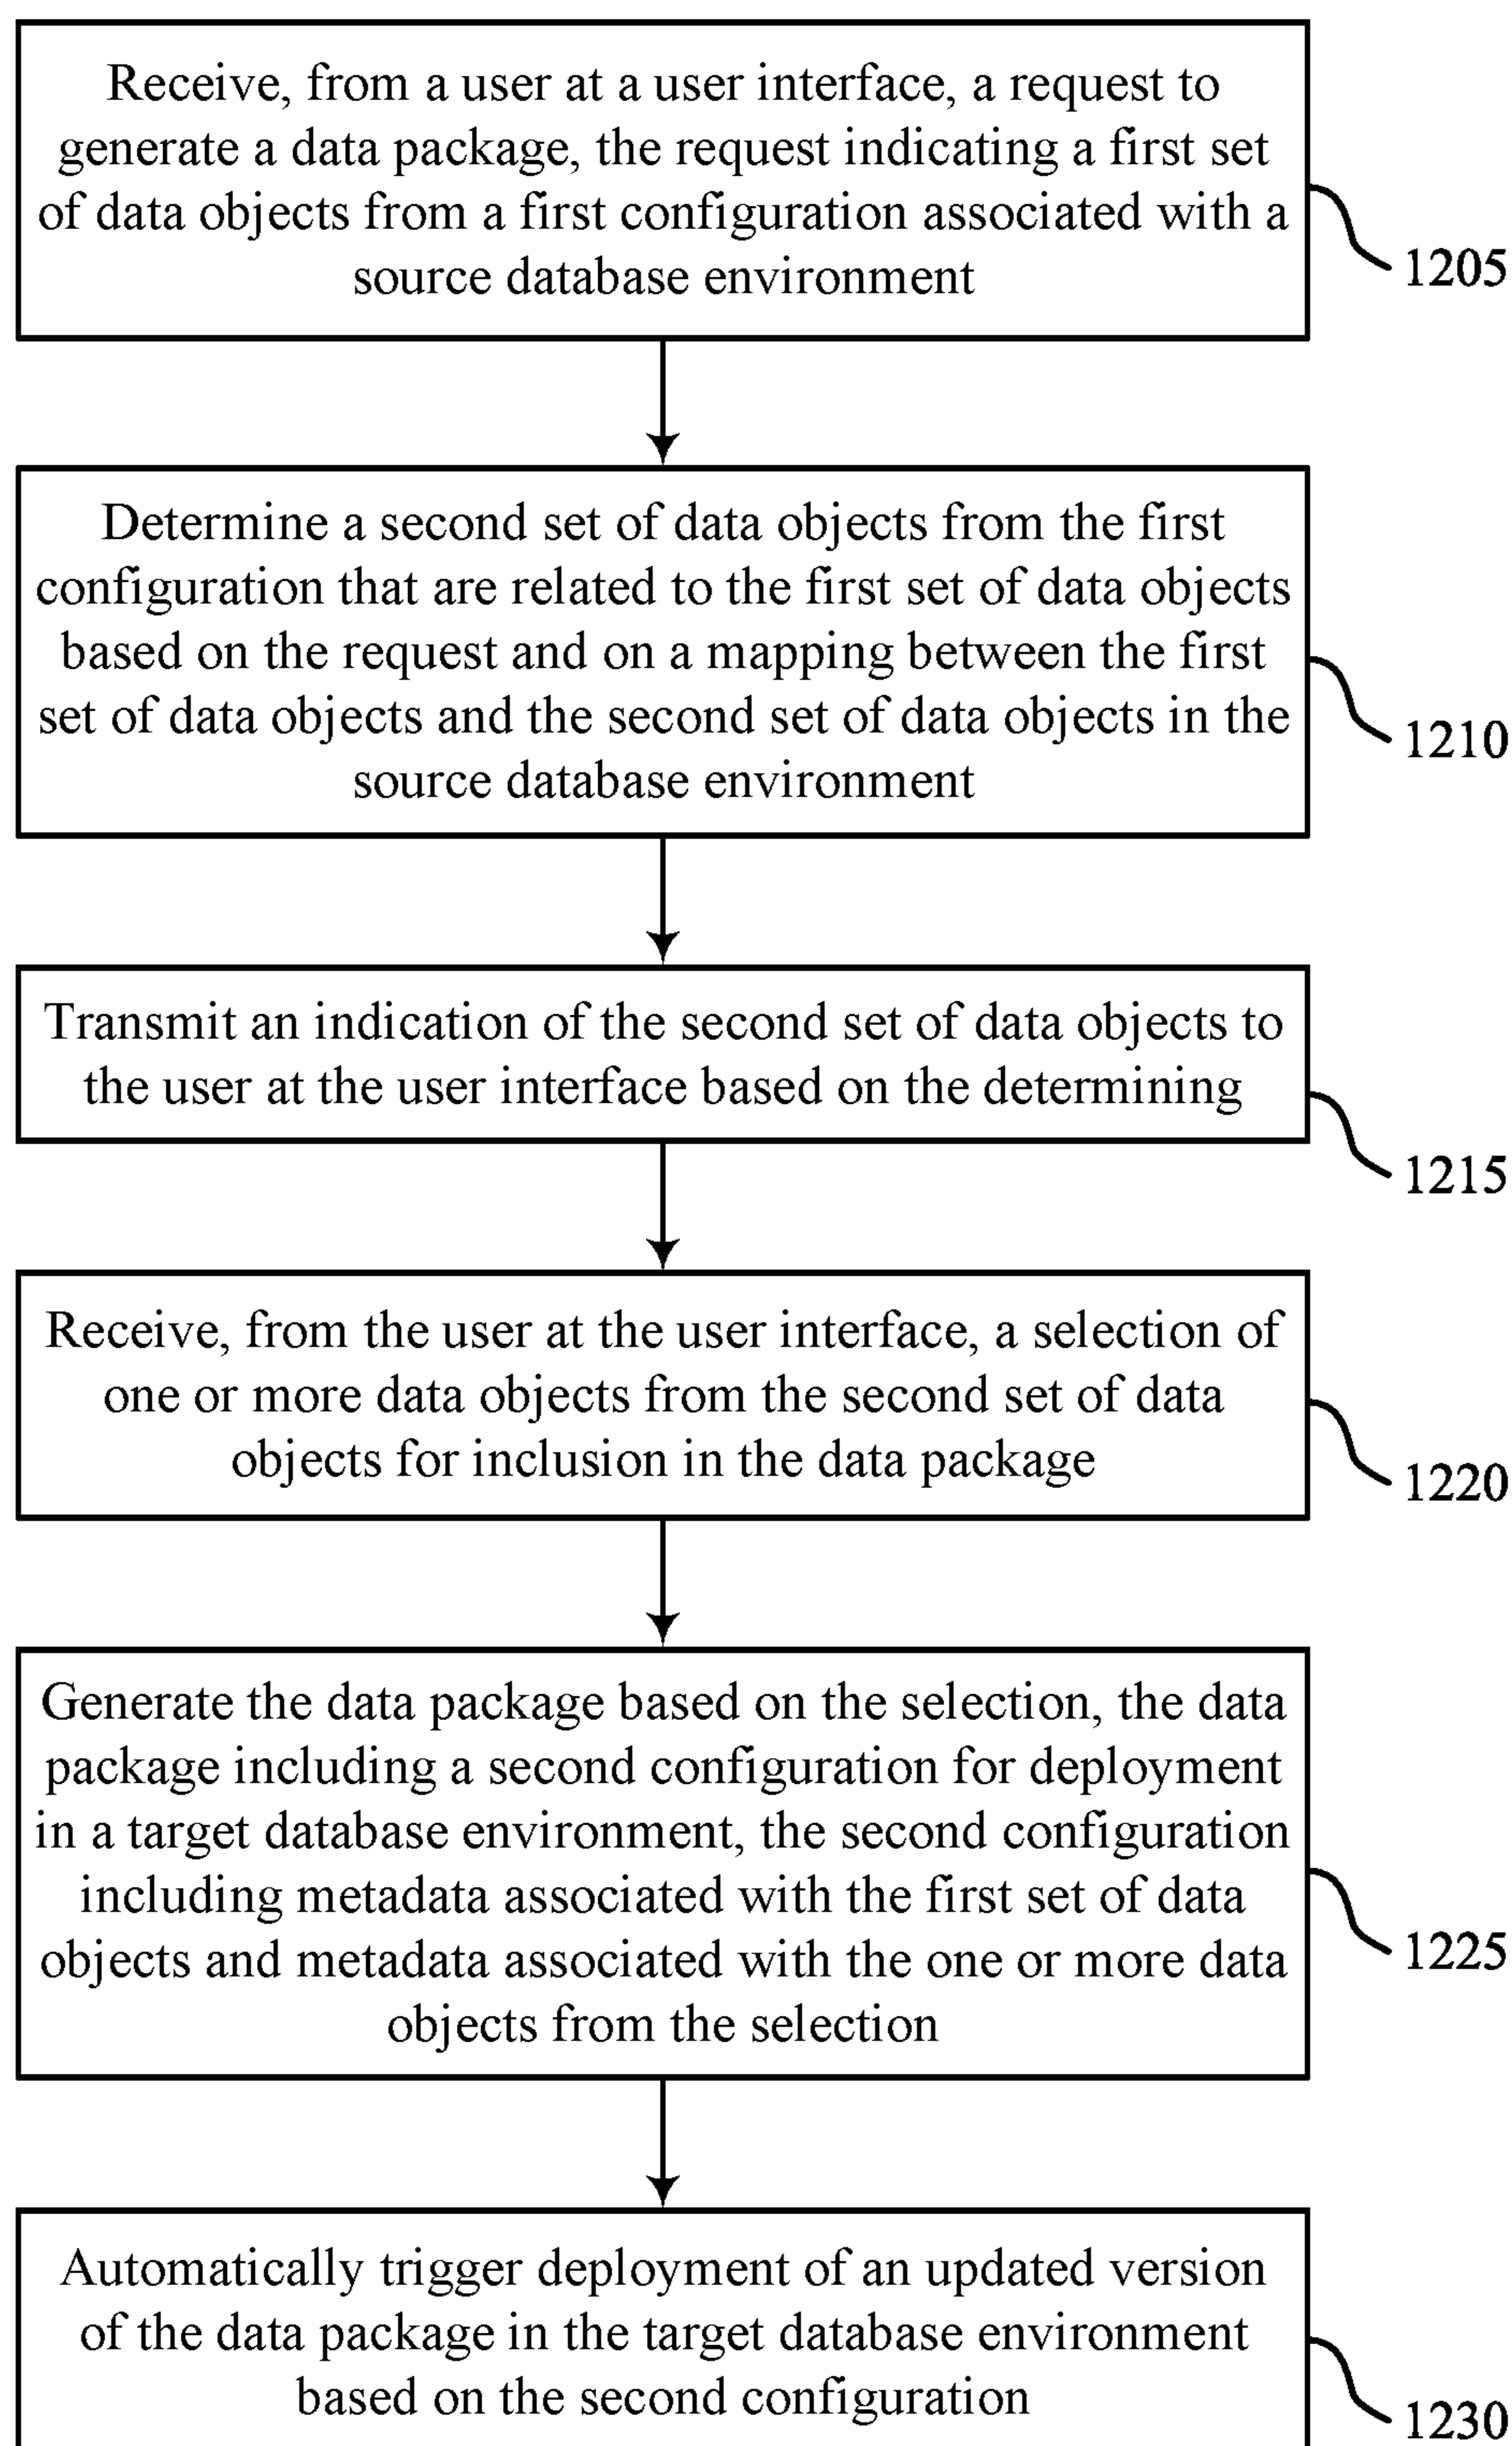 Receive, from a user at a user interface, a request to
generate a data package, the request indicating a first set
of data objects from a first configuration associated with a
source database environment
1205
Determine a second set of data objects from the first
configuration that are related to the first set of data objects
based on the request and on a mapping between the first
set of data objects and the second set of data objects in the
source database environment
1210
Transmit an indication of the second set of data objects to
the user at the user interface based on the determining
1215
Receive, from the user at the user interface, a selection of
one or more data objects from the second set of data
objects for inclusion in the data package
1220
Generate the data package based on the selection, the data
package including a second configuration for deployment
in a target database environment, the second configuration
including metadata associated with the first set of data
objects and metadata associated with the one or more data
objects from the selection
1225
Automatically trigger deployment of an updated version
of the data package in the target database environment
based on the second configuration
1230